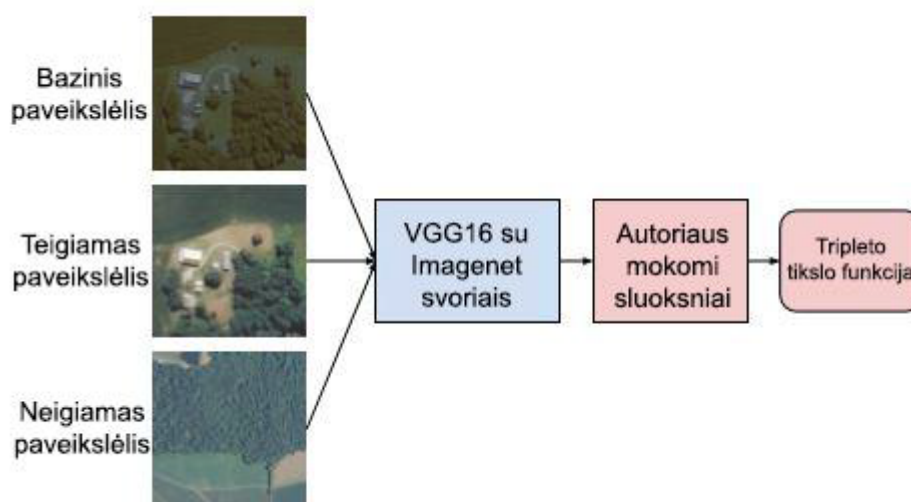 Bazinis
paveikslėlis
Teigiamas
paveikslėlis
Neigiamas
paveikslėlis
VGG16 su
Imagenet
svoriais
Autoriaus
mokomi
sluoksniai
Tripleto
tikslo funkcija